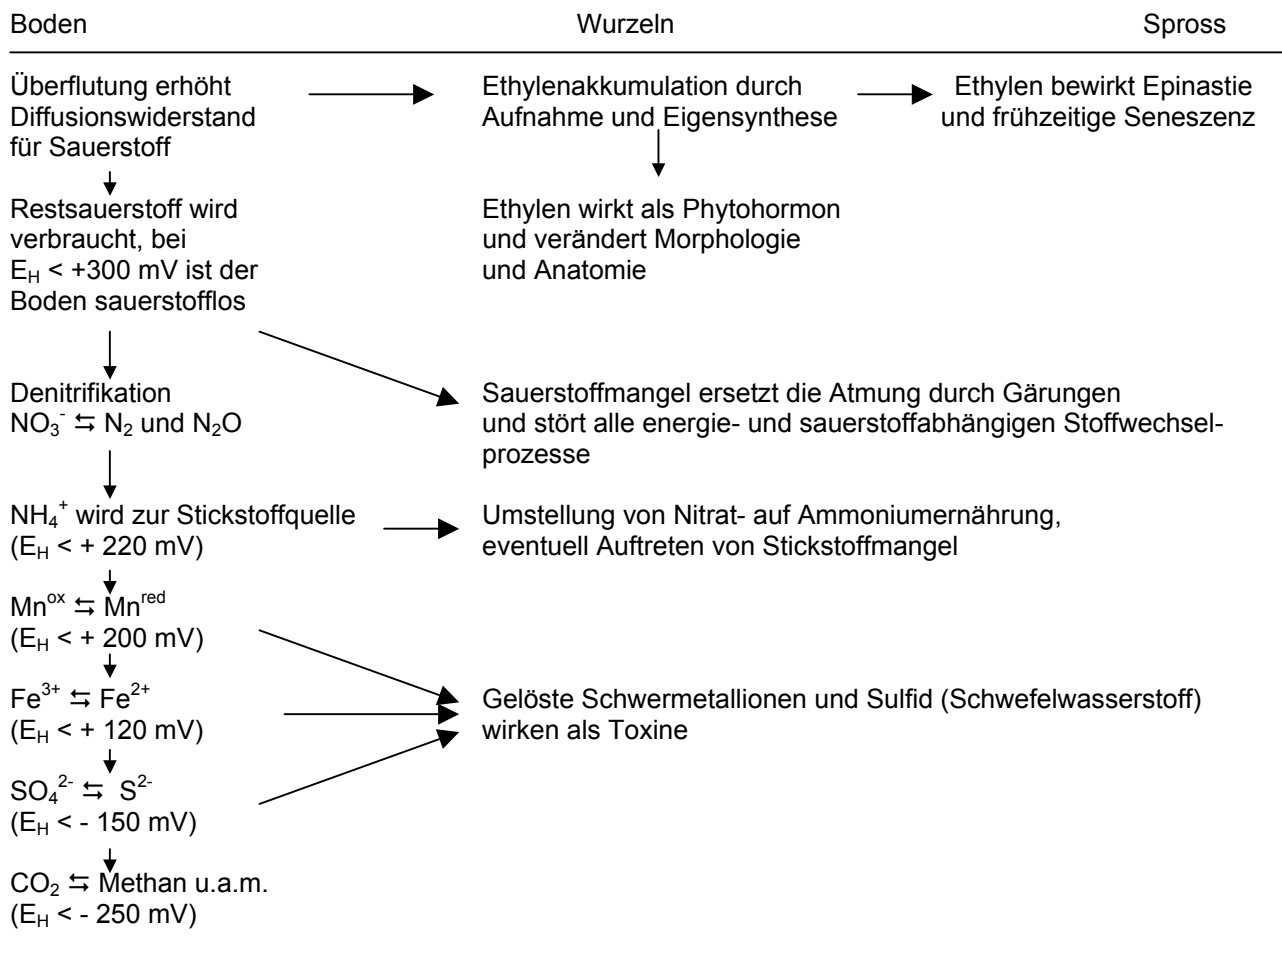 Boden Wurzeln Spross
Überflutung erhöht
Diffusionswiderstand
für Sauerstoff
Ethylenakkumulation durch
Aufnahme und Eigensynthese
Ethylen bewirkt Epinastie
und frühzeitige Seneszenz
Restsauerstoff wird
verbraucht, bei
E_H < +300 mV ist der
Boden sauerstofflos
Ethylen wirkt als Phytohormon
und verändert Morphologie
und Anatomie
Denitrifikation
NO₃⁻ ⇆ N₂ und N₂O
Sauerstoffmangel ersetzt die Atmung durch Gärungen
und stört alle energie- und sauerstoffabhängigen Stoffwechsel-
prozesse
NH₄⁺ wird zur Stickstoffquelle
(E_H < + 220 mV)
Umstellung von Nitrat- auf Ammoniumernährung,
eventuell Auftreten von Stickstoffmangel
Mn^ox ⇆ Mn^red
(E_H < + 200 mV)
Fe³⁺ ⇆ Fe²⁺
(E_H < + 120 mV)
Gelöste Schwermetallionen und Sulfid (Schwefelwasserstoff)
wirken als Toxine
SO₄²⁻ ⇆ S²⁻
(E_H < - 150 mV)
CO₂ ⇆ Methan u.a.m.
(E_H < - 250 mV)